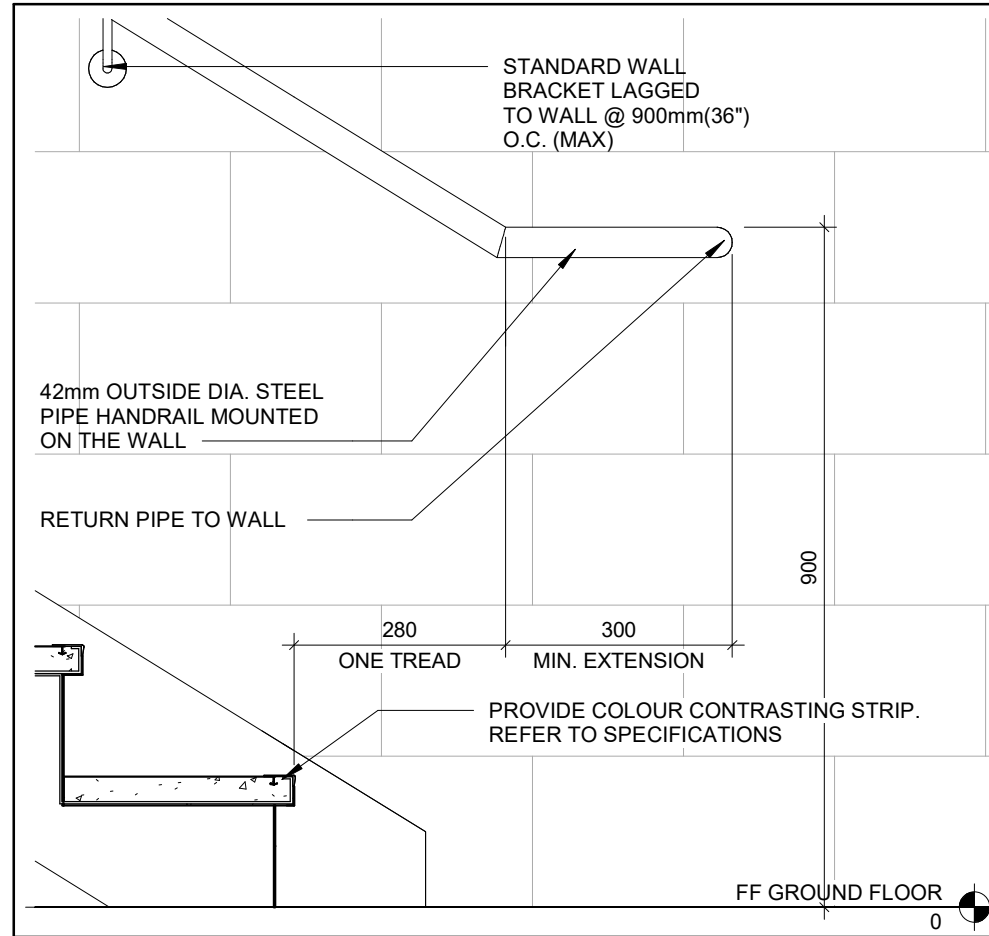 STANDARD WALL
BRACKET LAGGED
TO WALL @ 900mm(36")
O.C. (MAX)
42mm OUTSIDE DIA. STEEL
PIPE HANDRAIL MOUNTED
ON THE WALL
RETURN PIPE TO WALL
900
280
300
ONE TREAD
MIN. EXTENSION
PROVIDE COLOUR CONTRASTING STRIP.
REFER TO SPECIFICATIONS
FF GROUND FLOOR
0